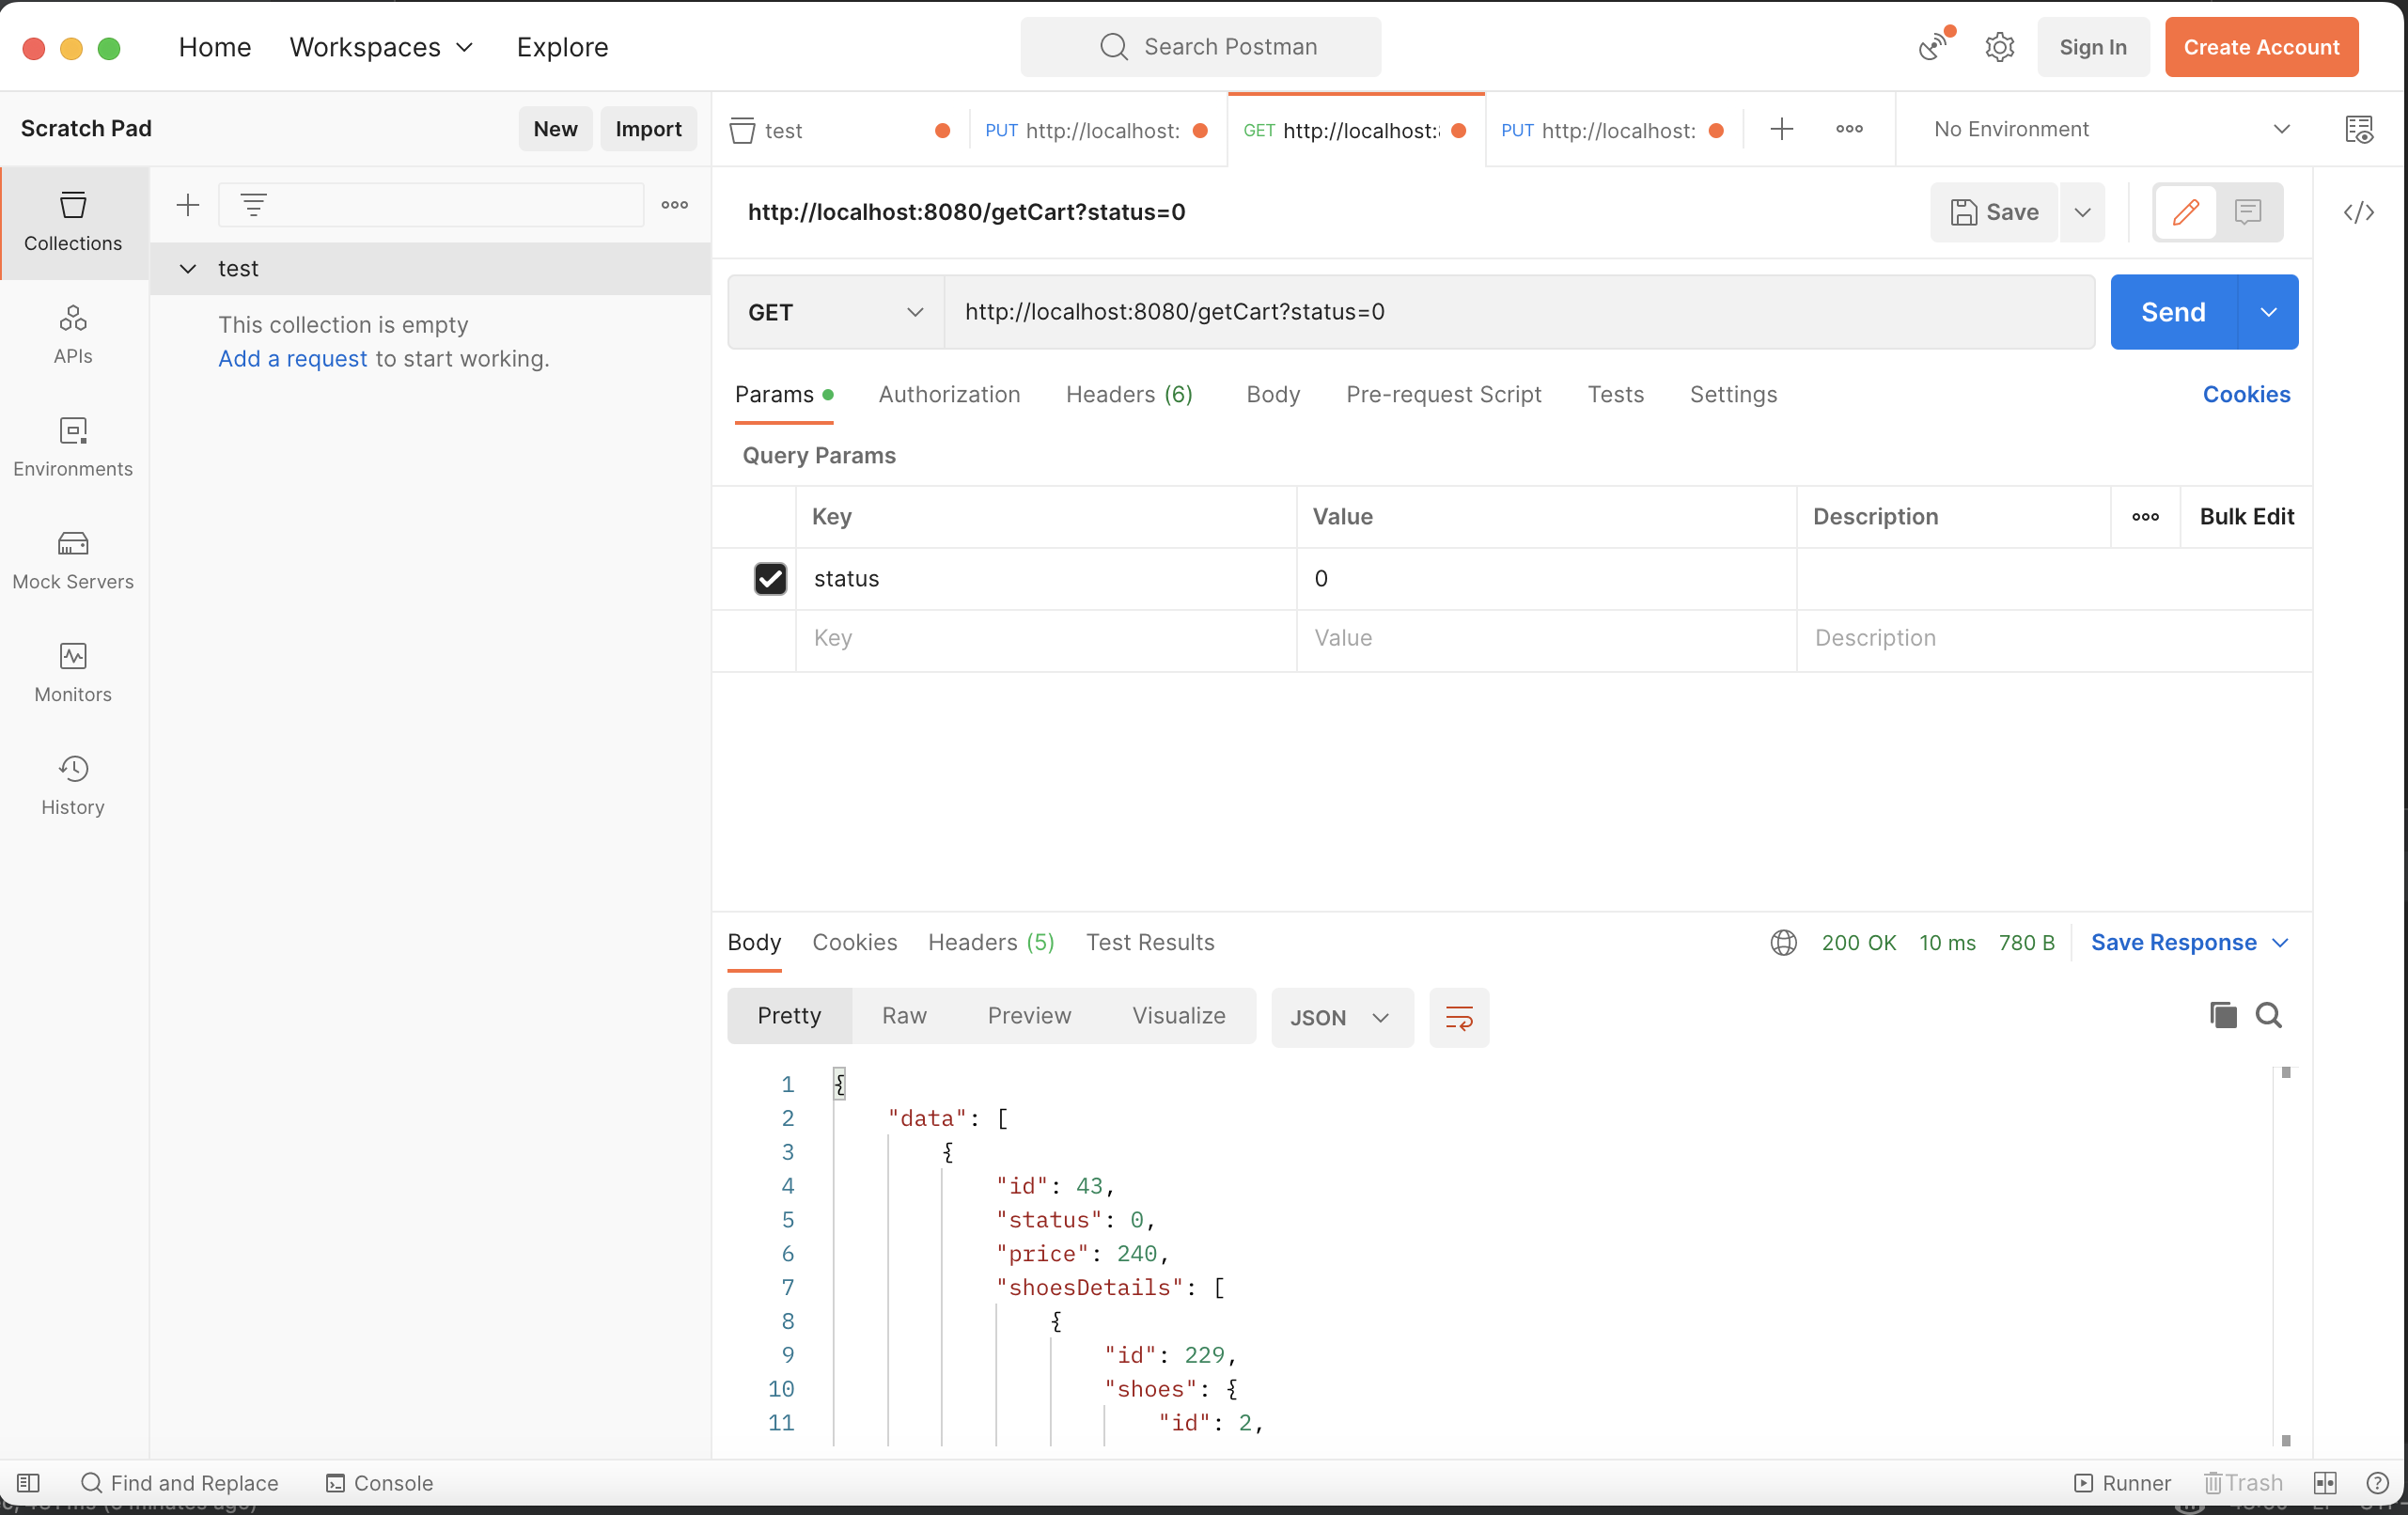 Home Workspaces Explore Search Postman Sign In Create Account
Scratch Pad New Import test PUT http://localhost: GET http://localhost: PUT http://localhost: No Environment
http://localhost:8080/getCart?status=0 Save
Collections
test
This collection is empty
Add a request to start working.
APIs
Environments
Mock Servers
Monitors
History
GET http://localhost:8080/getCart?status=0 Send
Params Authorization Headers (6) Body Pre-request Script Tests Settings Cookies
Query Params
Key Value Description Bulk Edit
status 0
Key Value Description
Body Cookies Headers (5) Test Results 200 OK 10 ms 780 B Save Response
Pretty Raw Preview Visualize JSON
1 {
2 "data": [
3 {
4 "id": 43,
5 "status": 0,
6 "price": 240,
7 "shoesDetails": [
8 {
9 "id": 229,
10 "shoes": {
11 "id": 2,
Find and Replace Console Runner Trash